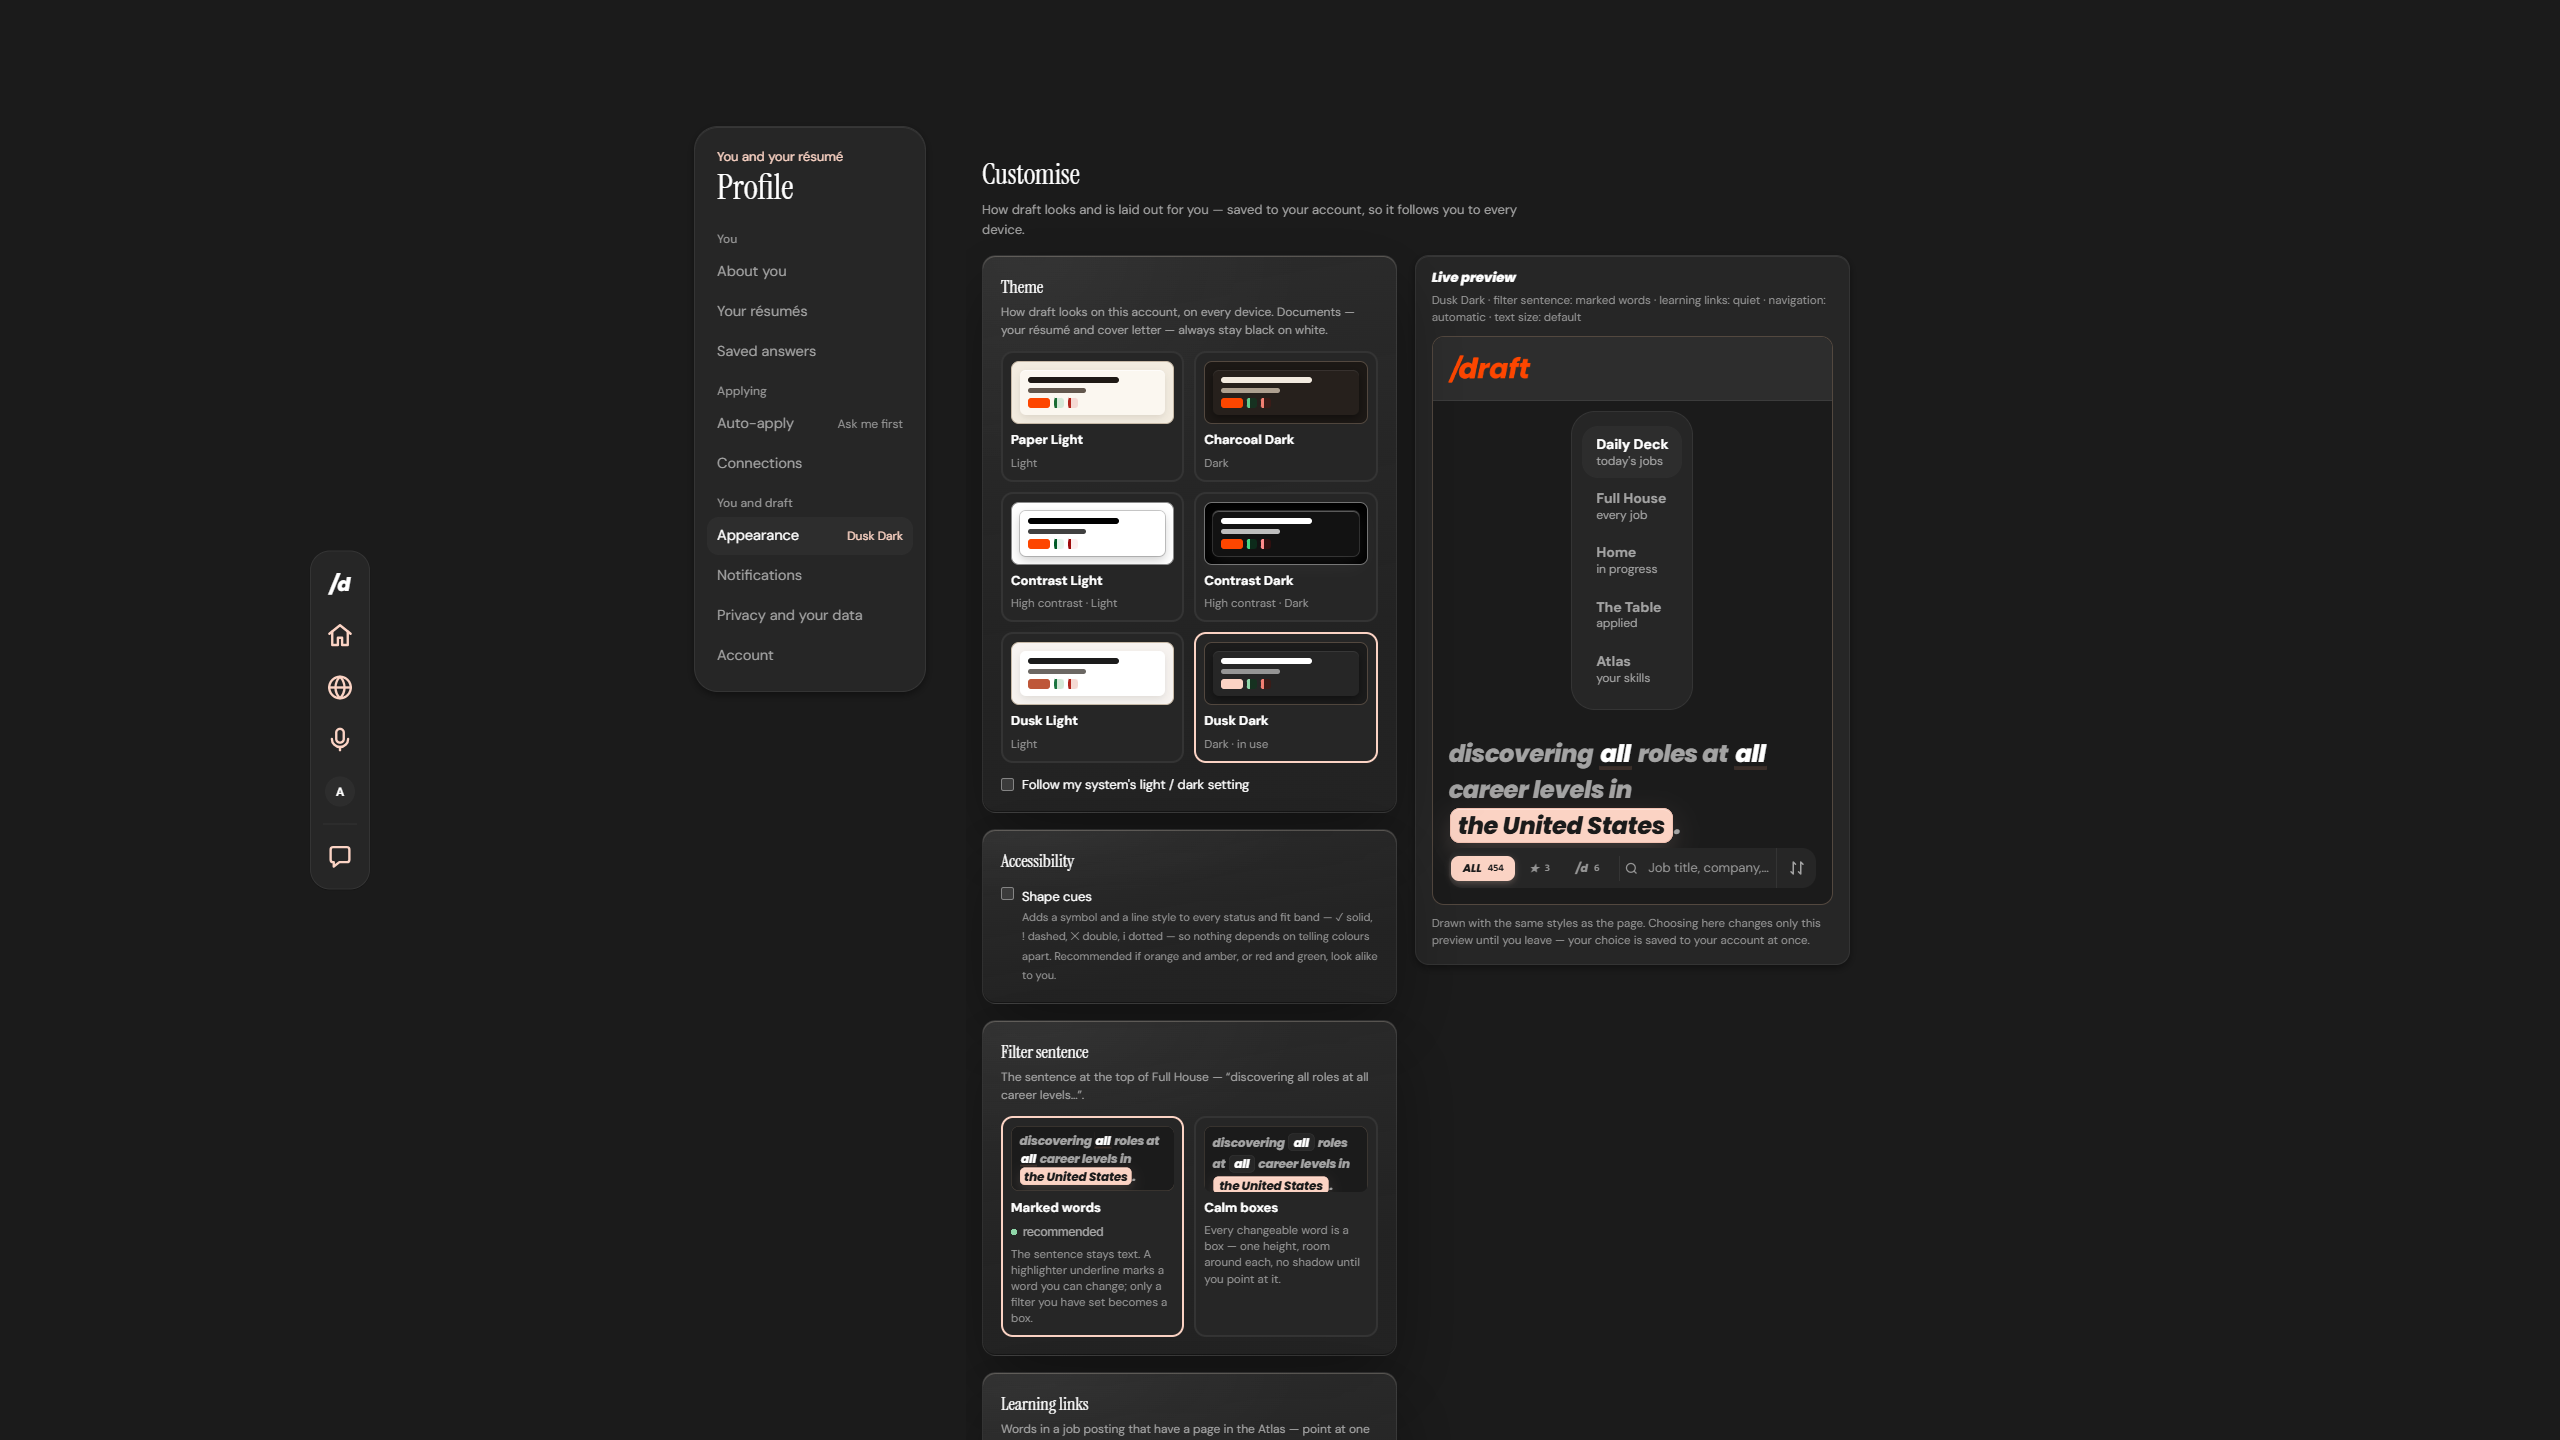 /d
A
You and your résumé
Profile
You
About you
Your résumés
Saved answers
Applying
Auto-apply Ask me first
Connections
You and draft
Appearance Dusk Dark
Notifications
Privacy and your data
Account
Customise
How draft looks and is laid out for you — saved to your account, so it follows you to every
device.
Theme
How draft looks on this account, on every device. Documents —
your résumé and cover letter — always stay black on white.
Paper Light
Light
Charcoal Dark
Dark
Contrast Light
High contrast · Light
Contrast Dark
High contrast · Dark
Dusk Light
Light
Dusk Dark
Dark · in use
Follow my system's light / dark setting
Accessibility
Shape cues
Adds a symbol and a line style to every status and fit band — ✓ solid,
! dashed, ✕ double, i dotted — so nothing depends on telling colours
apart. Recommended if orange and amber, or red and green, look alike
to you.
Filter sentence
The sentence at the top of Full House — “discovering all roles at all
career levels…”.
discovering all roles at
all career levels in
the United States.
Marked words
recommended
The sentence stays text. A
highlighter underline marks a
word you can change; only a
filter you have set becomes a
box.
discovering all roles
at all career levels in
the United States.
Calm boxes
Every changeable word is a
box — one height, room
around each, no shadow until
you point at it.
Learning links
Words in a job posting that have a page in the Atlas — point at one
Live preview
Dusk Dark · filter sentence: marked words · learning links: quiet · navigation:
automatic · text size: default
/draft
Daily Deck
today's jobs
Full House
every job
Home
in progress
The Table
applied
Atlas
your skills
discovering all roles at all
career levels in
the United States.
ALL 454 ★ 3 /d 6 Job title, company,...
Drawn with the same styles as the page. Choosing here changes only this
preview until you leave — your choice is saved to your account at once.